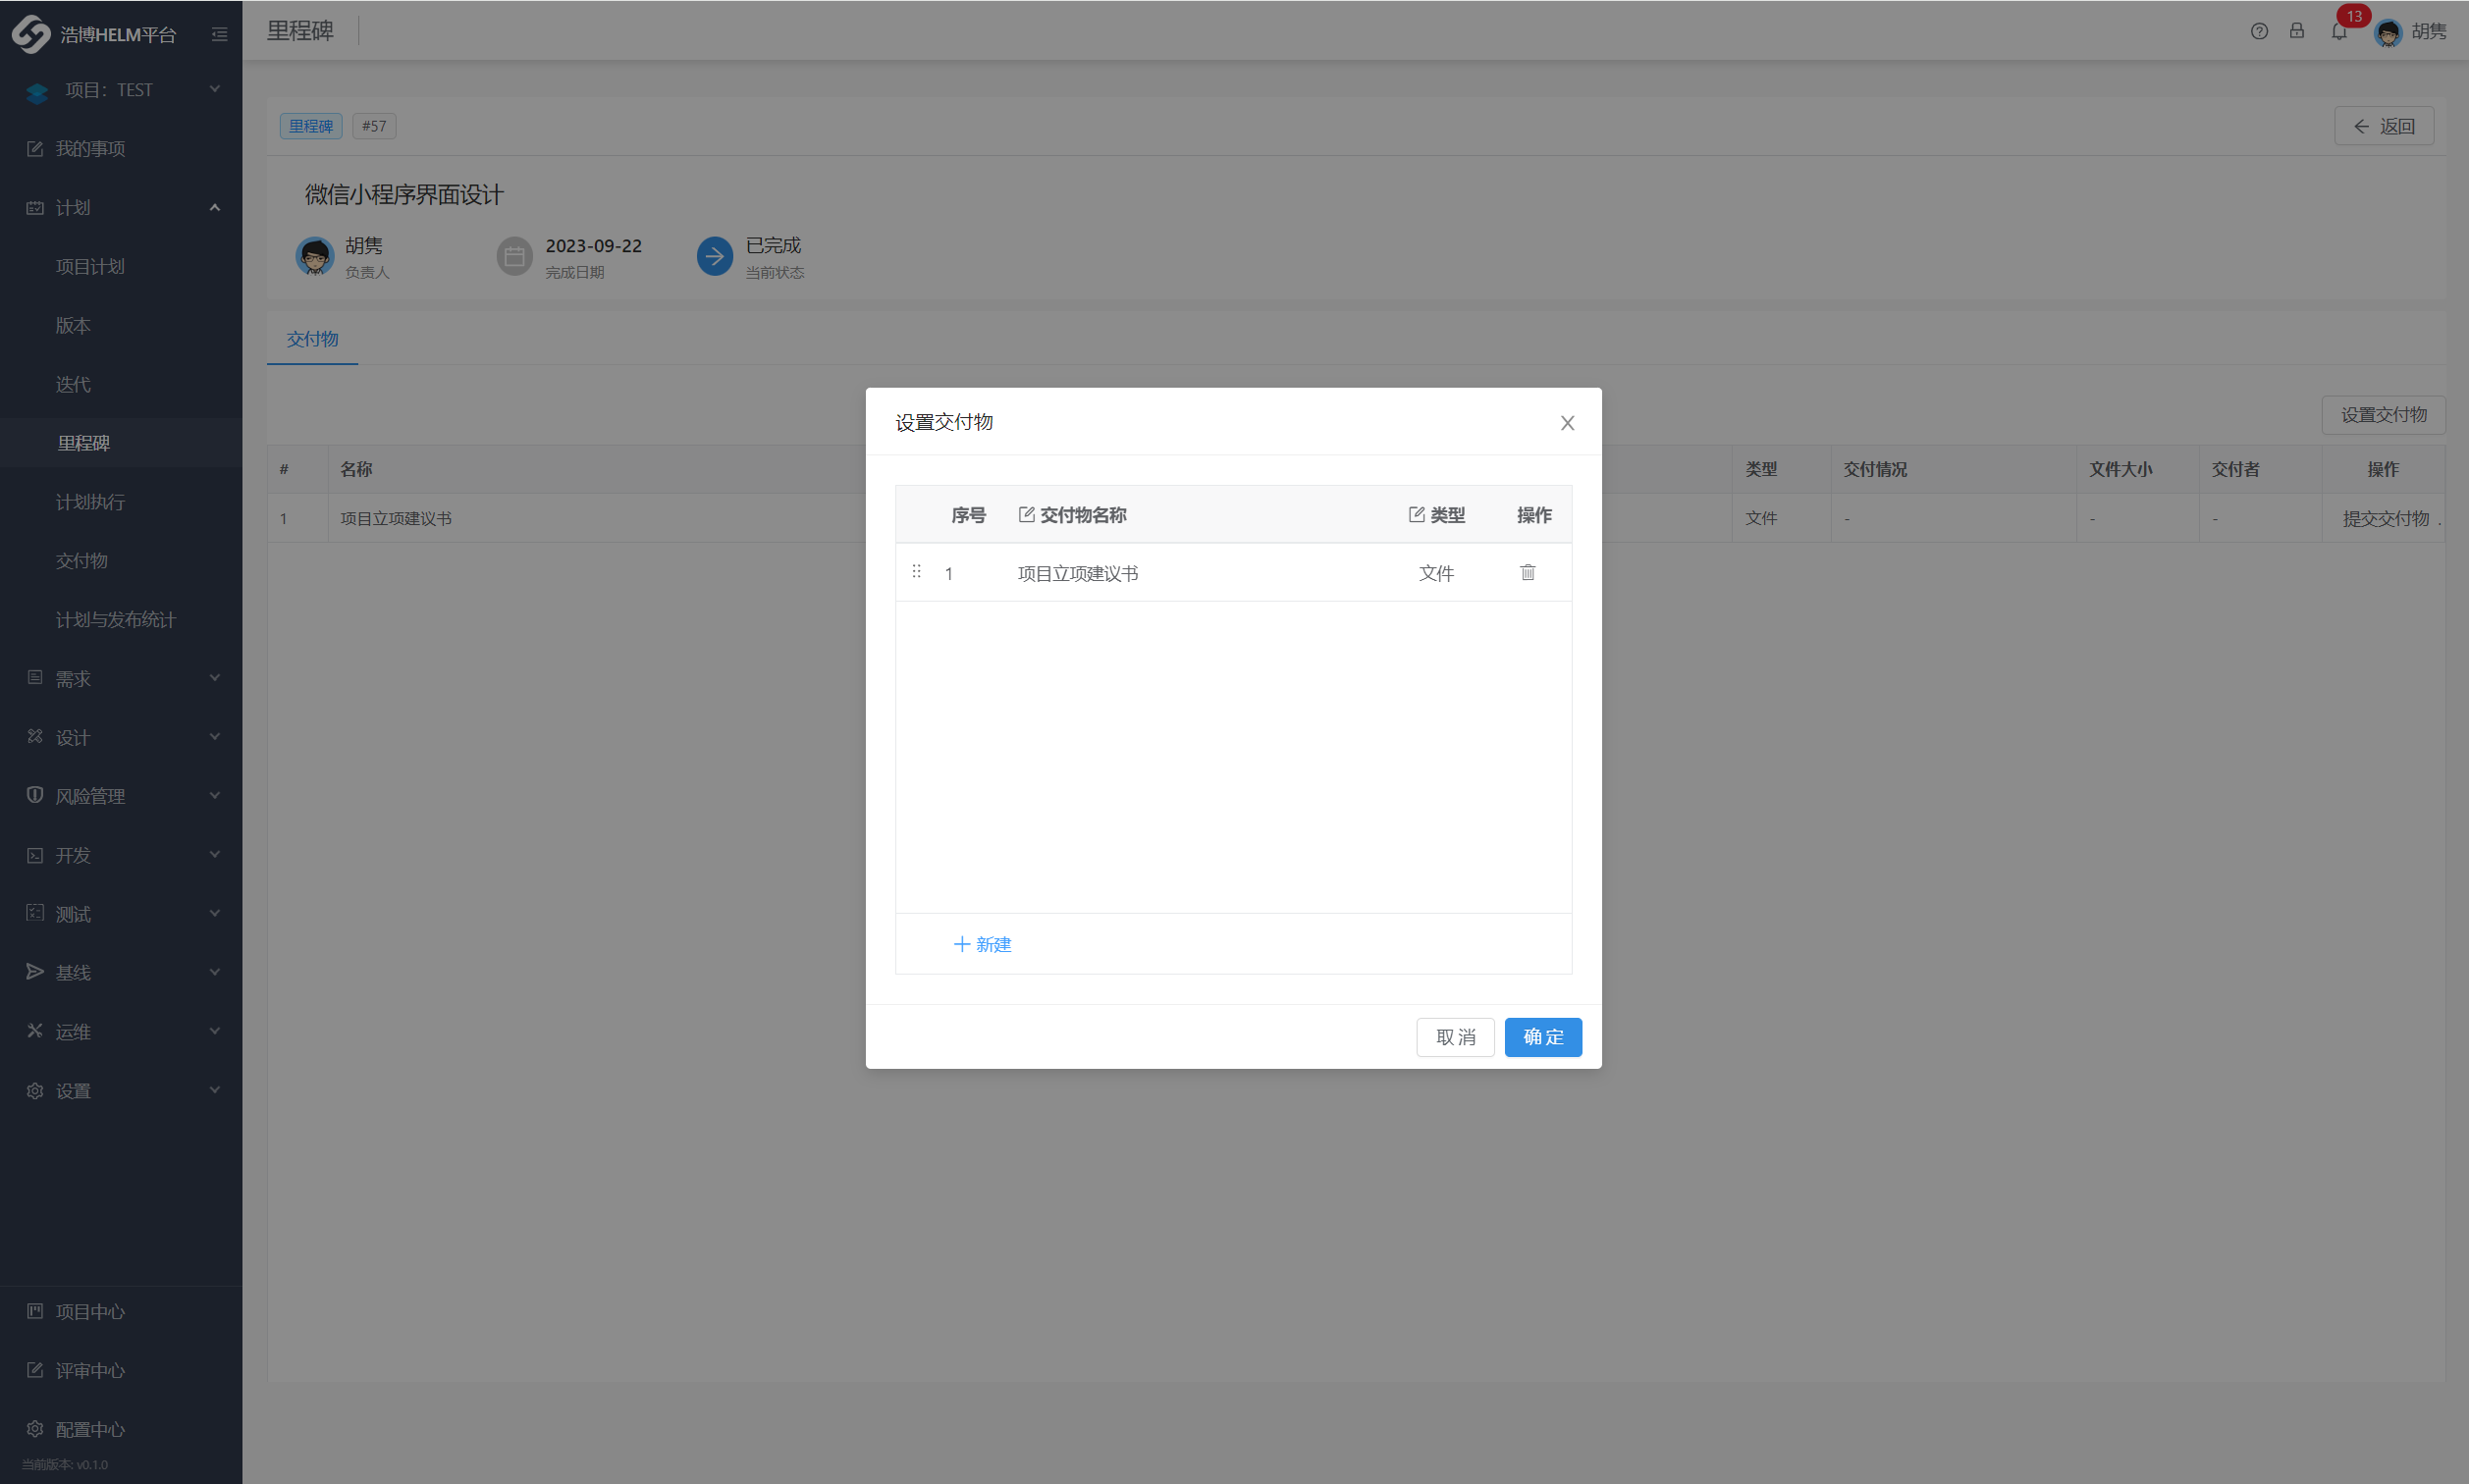 浩博HELM平台
项目：TEST
我的事项
计划
项目计划
版本
迭代
里程碑
计划执行
交付物
计划与发布统计
需求
设计
风险管理
开发
测试
基线
运维
设置
项目中心
评审中心
配置中心
当前版本: v0.1.0
里程碑
13
胡隽
里程碑 #57
返回
微信小程序界面设计
胡隽
负责人
2023-09-22
完成日期
已完成
当前状态
交付物
设置交付物
# 名称 类型 交付情况 文件大小 交付者 操作
1 项目立项建议书 文件 - - - 提交交付物 .
设置交付物
序号 交付物名称 类型 操作
1 项目立项建议书 文件
新建
取 消 确 定